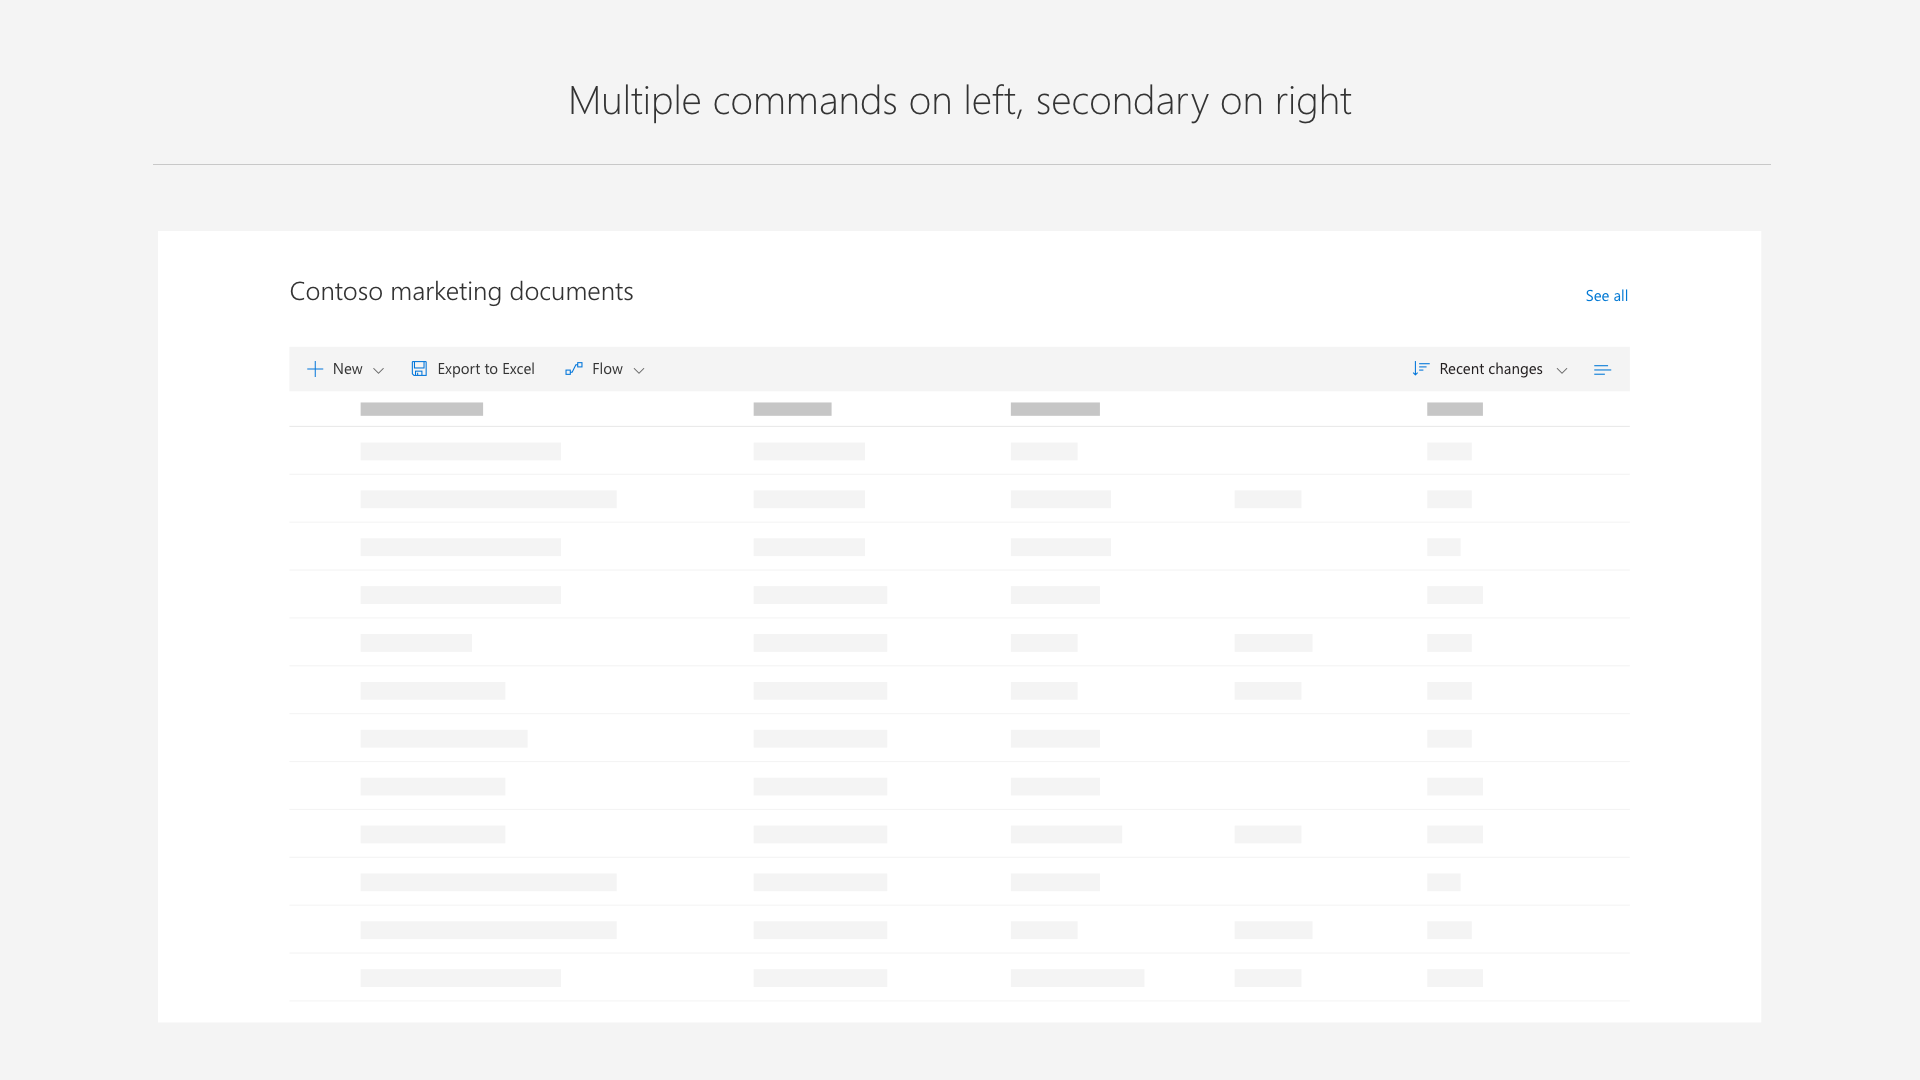 Multiple commands on left, secondary on right
Contoso marketing documents
See all
New Export to Excel Flow Recent changes